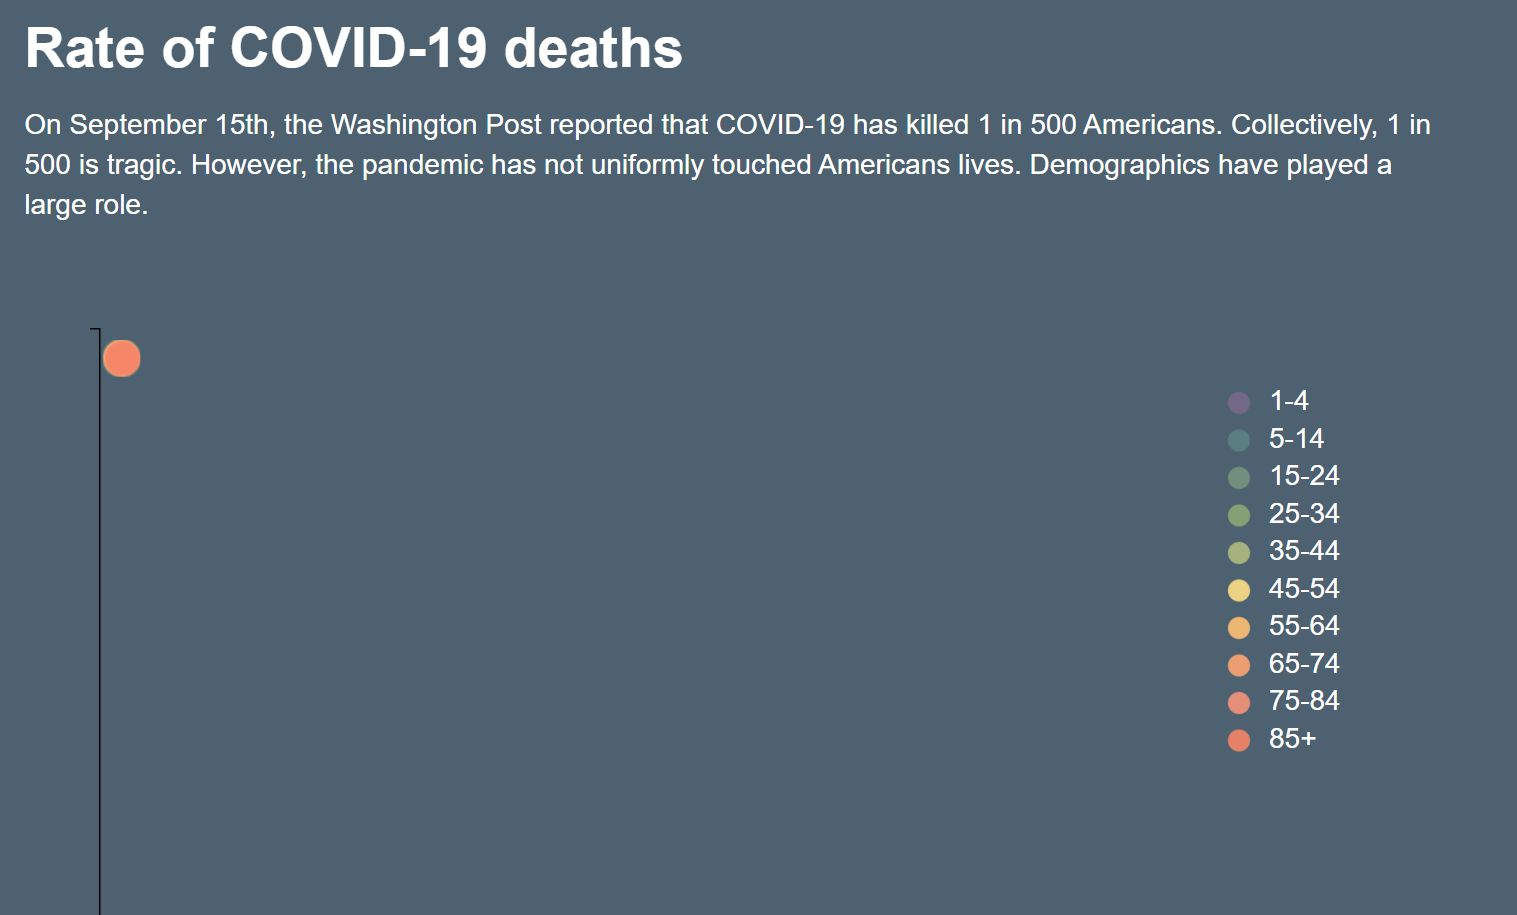 Rate of COVID-19 deaths
On September 15th, the Washington Post reported that COVID-19 has killed 1 in 500 Americans. Collectively, 1 in
500 is tragic. However, the pandemic has not uniformly touched Americans lives. Demographics have played a
large role.
1-4
5-14
15-24
25-34
35-44
45-54
55-64
65-74
75-84
85+